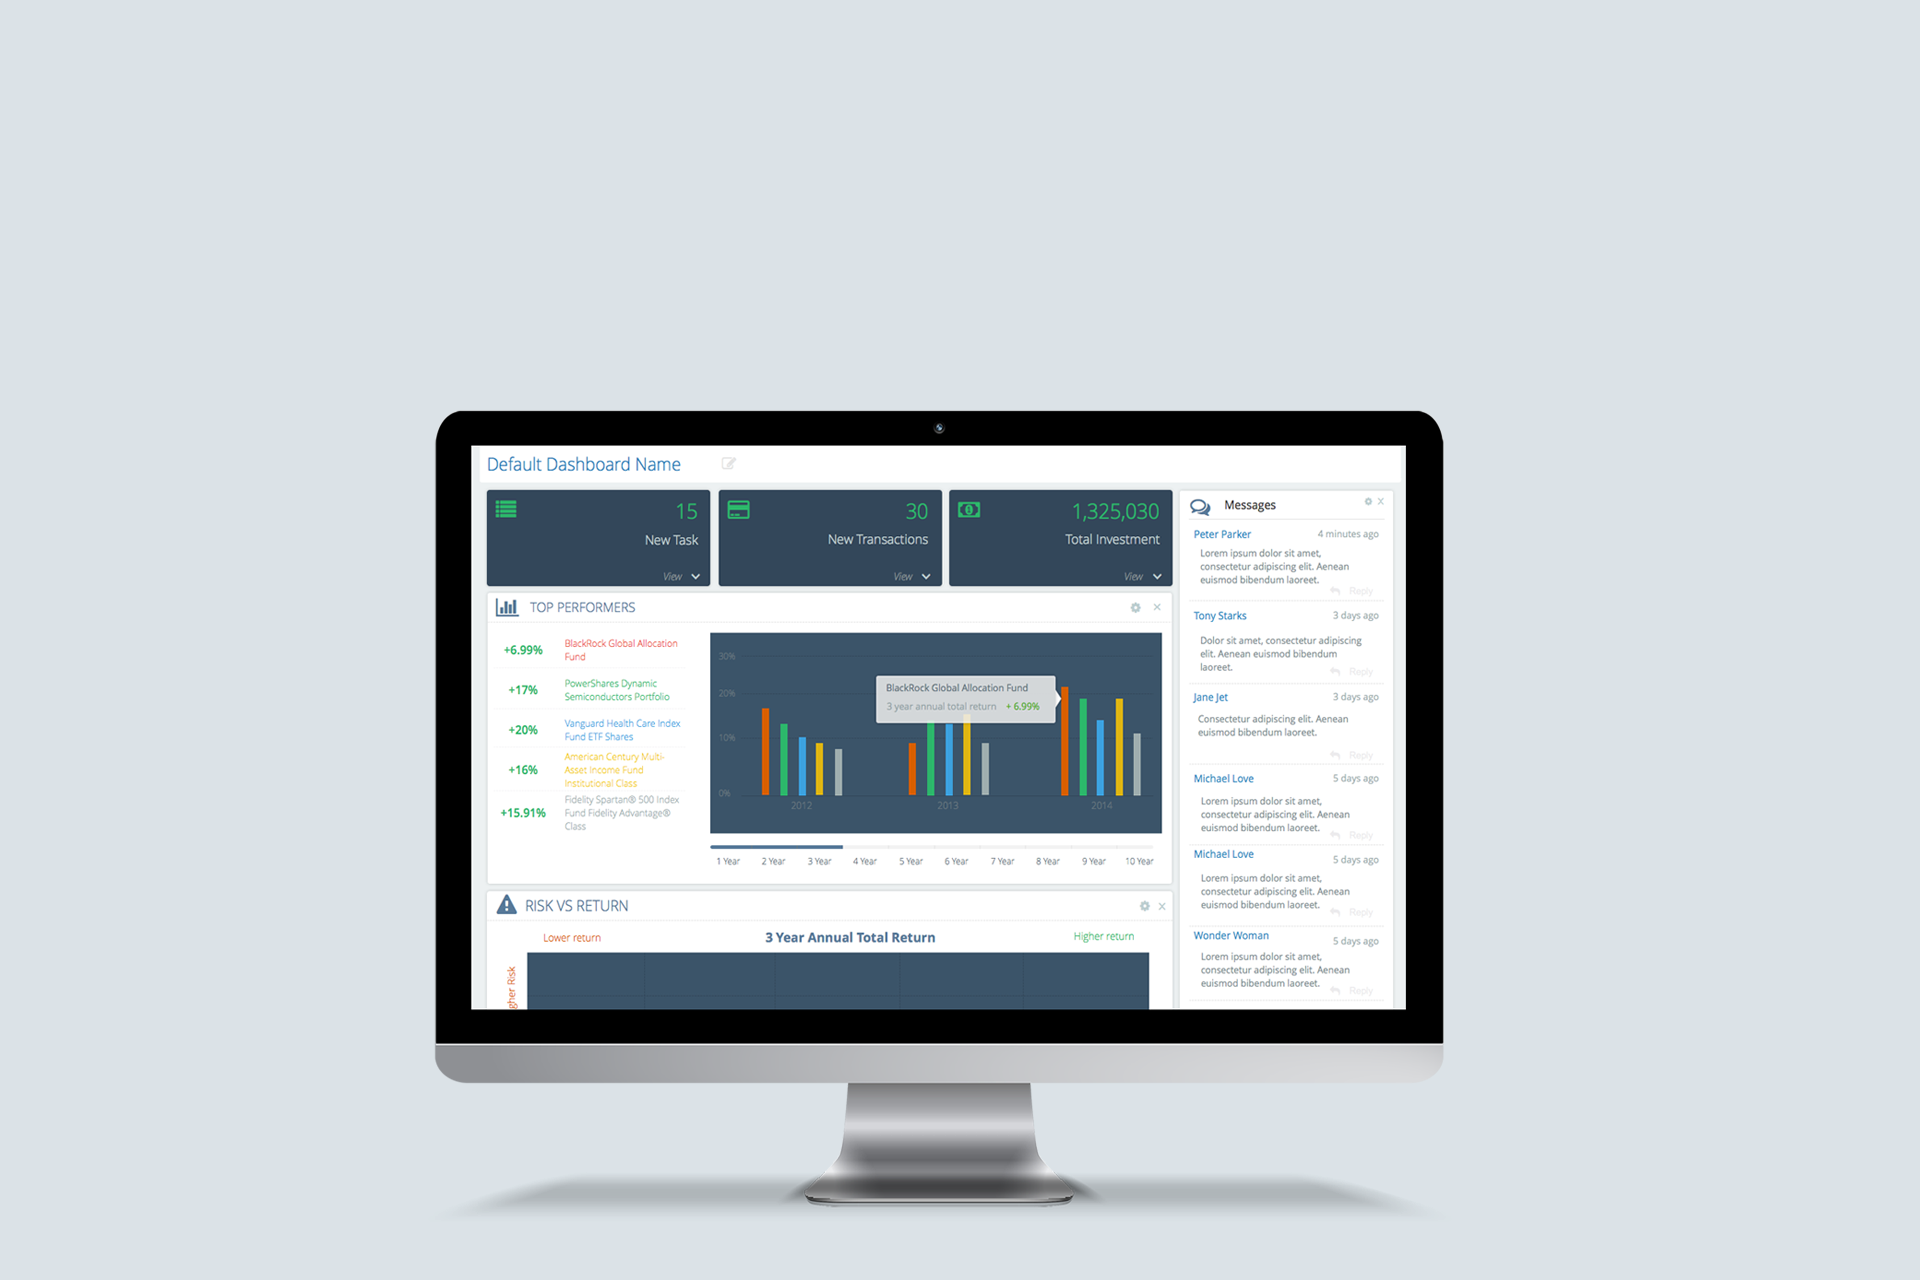 Default Dashboard Name
15
New Task
View
30
New Transactions
View
1,325,030
Total Investment
View
TOP PERFORMERS
+6.99%
BlackRock Global Allocation
Fund
+17%
PowerShares Dynamic
Semiconductors Portfolio
+20%
Vanguard Health Care Index
Fund ETF Shares
+16%
American Century Multi-
Asset Income Fund
Institutional Class
+15.91%
Fidelity Spartan® 500 Index
Fund Fidelity Advantage®
Class
30%
20%
10%
0%
BlackRock Global Allocation Fund
3 year annual total return + 6.99%
2012 2013 2014
1 Year 2 Year 3 Year 4 Year 5 Year 6 Year 7 Year 8 Year 9 Year 10 Year
RISK VS RETURN
Lower return 3 Year Annual Total Return Higher return
Risk
Messages
Peter Parker 4 minutes ago
Lorem ipsum dolor sit amet,
consectetur adipiscing elit. Aenean
euismod bibendum laoreet.
Reply
Tony Starks 3 days ago
Dolor sit amet, consectetur adipiscing
elit. Aenean euismod bibendum
laoreet.
Reply
Jane Jet 3 days ago
Consectetur adipiscing elit. Aenean
euismod bibendum laoreet.
Reply
Michael Love 5 days ago
Lorem ipsum dolor sit amet,
consectetur adipiscing elit. Aenean
euismod bibendum laoreet.
Reply
Michael Love 5 days ago
Lorem ipsum dolor sit amet,
consectetur adipiscing elit. Aenean
euismod bibendum laoreet.
Reply
Wonder Woman 5 days ago
Lorem ipsum dolor sit amet,
consectetur adipiscing elit. Aenean
euismod bibendum laoreet.
Reply